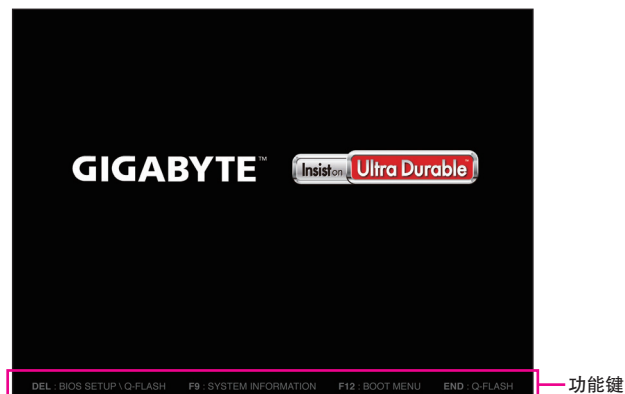 GIGABYTE™
Insist on Ultra Durable™
DEL : BIOS SETUP \ Q-FLASH F9 : SYSTEM INFORMATION F12 : BOOT MENU END : Q-FLASH
功能键